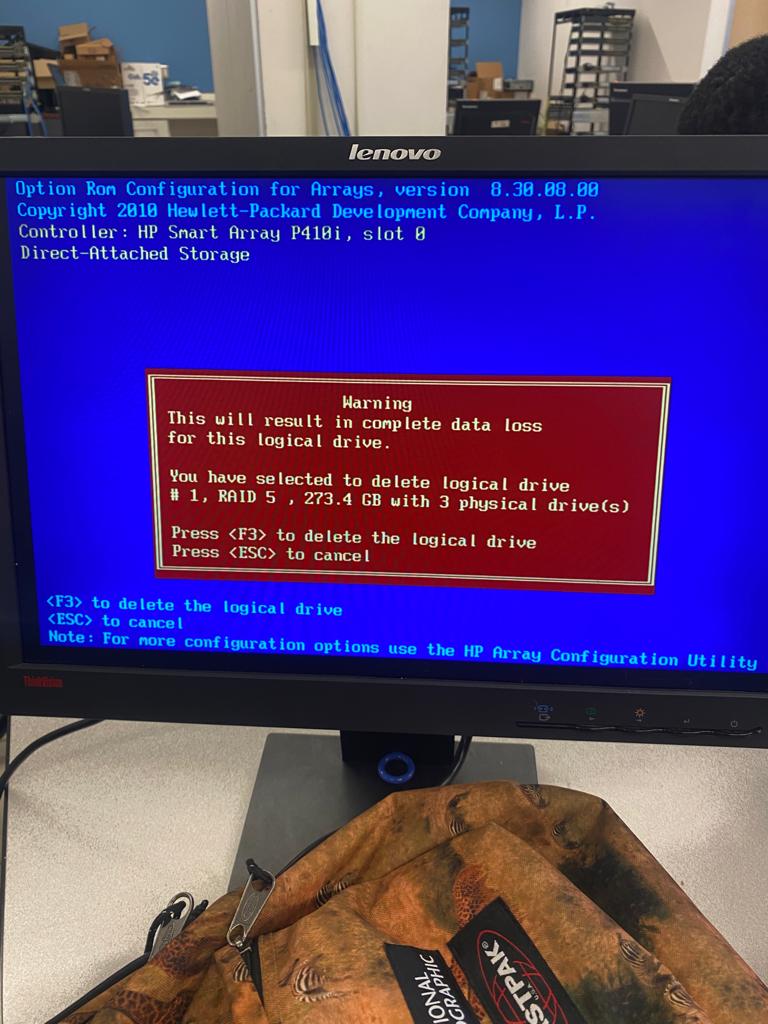 lenovo
Option Rom Configuration for Arrays, version 8.30.08.00
Copyright 2010 Hewlett-Packard Development Company, L.P.
Controller: HP Smart Array P410i, slot 0
Direct-Attached Storage
Warning
This will result in complete data loss
for this logical drive.
You have selected to delete logical drive
# 1, RAID 5 , 273.4 GB with 3 physical drive(s)
Press <F3> to delete the logical drive
Press <ESC> to cancel
<F3> to delete the logical drive
<ESC> to cancel
Note: For more configuration options use the HP Array Configuration Utility
ThinkVision
IONAL
GRAPHIC
STPAK®